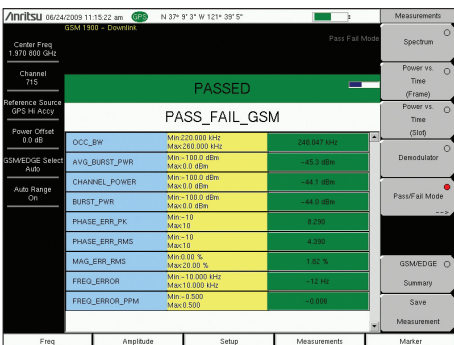 Anritsu 06/24/2009 11:15:22 am GPS N 37° 9' 3" W 121° 39' 5"
Measurements
GSM 1900 - Downlink
Pass Fail Mode
Center Freq
1.970 800 GHz
Channel
715
Reference Source
GPS Hi Accy
Power Offset
0.0 dB
GSM/EDGE Select
Auto
Auto Range
On
PASSED
PASS_FAIL_GSM
OCC_BW Min:220.000 kHz Max:260.000 kHz 248.047 kHz
AVG_BURST_PWR Min:-100.0 dBm Max:0.0 dBm -45.3 dBm
CHANNEL_POWER Min:-100.0 dBm Max:0.0 dBm -44.1 dBm
BURST_PWR Min:-100.0 dBm Max:0.0 dBm -44.0 dBm
PHASE_ERR_PK Min:-10 Max:10 8.290
PHASE_ERR_RMS Min:-10 Max:10 4.390
MAG_ERR_RMS Min:0.00 % Max:20.00 % 1.62 %
FREQ_ERROR Min:-10.000 kHz Max:10.000 kHz -12 Hz
FREQ_ERROR_PPM Min:-0.500 Max:0.500 -0.006
Spectrum
Power vs.
Time
(Frame)
Power vs.
Time
(Slot)
Demodulator
Pass/Fail Mode
-->
GSM/EDGE
Summary
Save
Measurement
Freq Amplitude Setup Measurements Marker